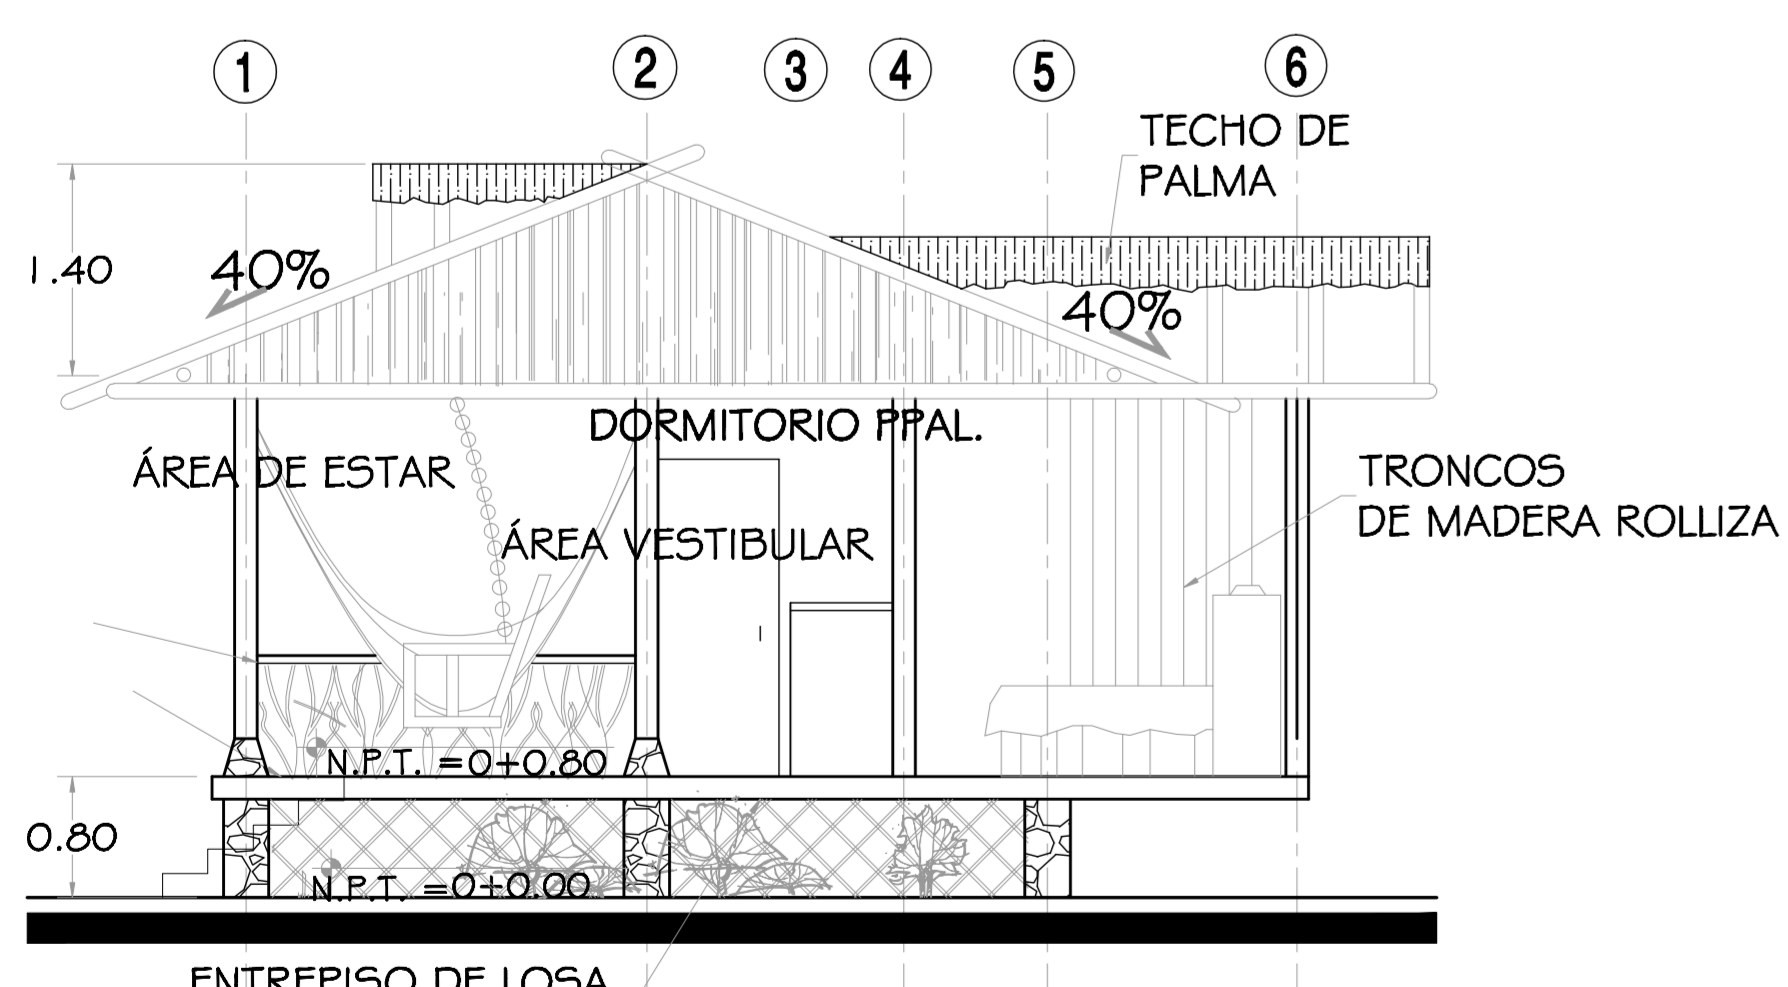 1 2 3 4 5 6
TECHO DE
PALMA
1.40
40%
40%
DORMITORIO PPAL.
ÁREA DE ESTAR
TRONCOS
DE MADERA ROLLIZA
ÁREA VESTIBULAR
N.P.T. =0+0.80
0.80
N.P.T. =0+0.00
ENTREPISO DE LOSA